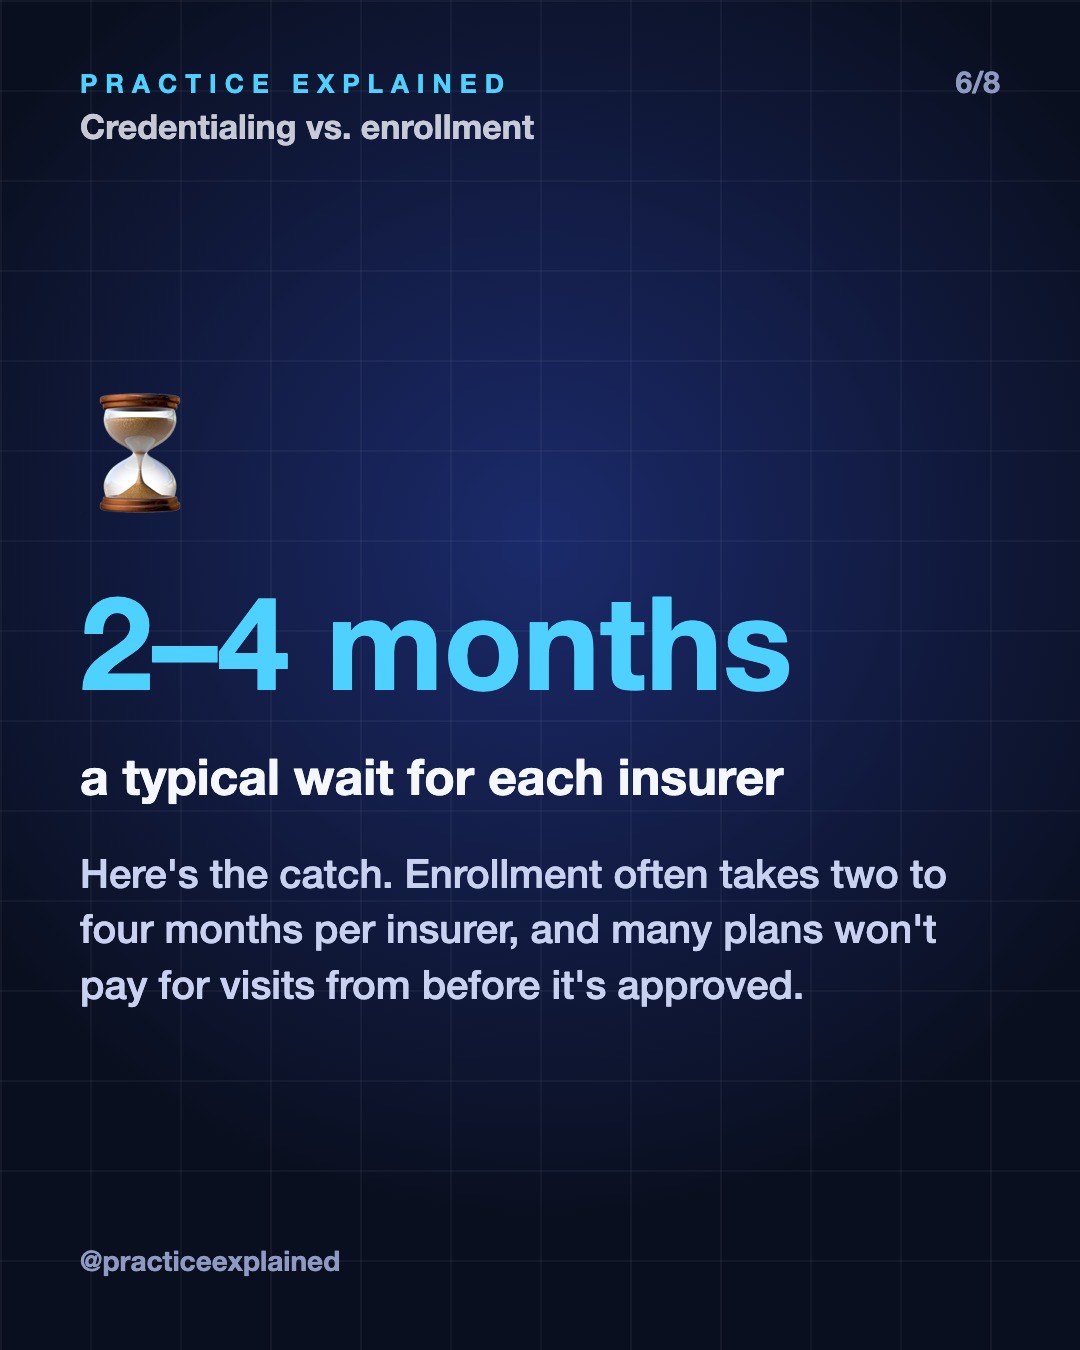 PRACTICE EXPLAINED
6/8
Credentialing vs. enrollment
2–4 months
a typical wait for each insurer
Here's the catch. Enrollment often takes two to
four months per insurer, and many plans won't
pay for visits from before it's approved.
@practiceexplained